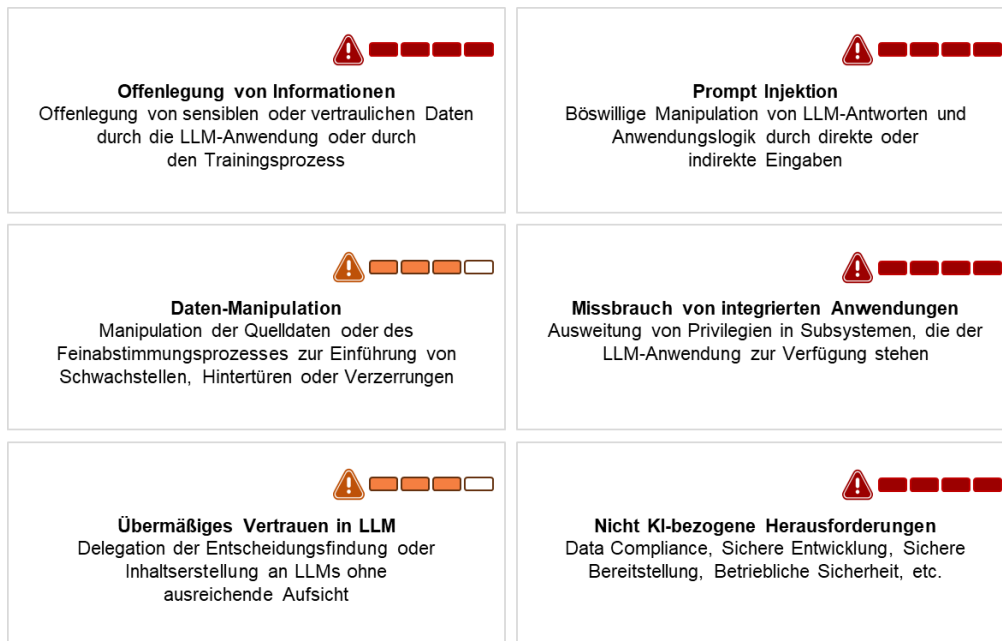 Offenlegung von Informationen
Offenlegung von sensiblen oder vertraulichen Daten
durch die LLM-Anwendung oder durch
den Trainingsprozess
Prompt Injektion
Böswillige Manipulation von LLM-Antworten und
Anwendungslogik durch direkte oder
indirekte Eingaben
Daten-Manipulation
Manipulation der Quelldaten oder des
Feinabstimmungsprozesses zur Einführung von
Schwachstellen, Hintertüren oder Verzerrungen
Missbrauch von integrierten Anwendungen
Ausweitung von Privilegien in Subsystemen, die der
LLM-Anwendung zur Verfügung stehen
Übermäßiges Vertrauen in LLM
Delegation der Entscheidungsfindung oder
Inhaltserstellung an LLMs ohne
ausreichende Aufsicht
Nicht KI-bezogene Herausforderungen
Data Compliance, Sichere Entwicklung, Sichere
Bereitstellung, Betriebliche Sicherheit, etc.